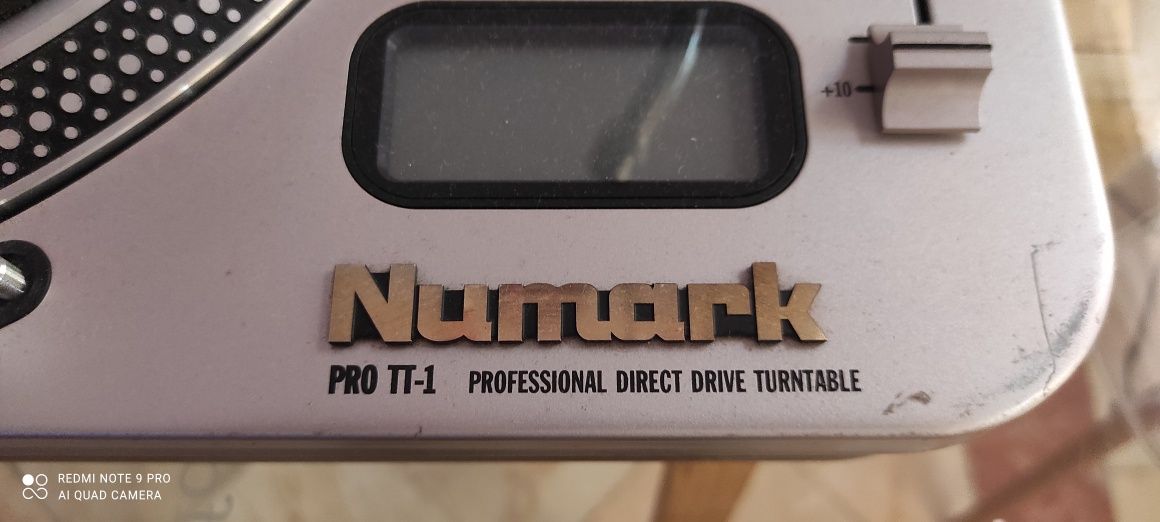 +10
Numark
PRO TT-1 PROFESSIONAL DIRECT DRIVE TURNTABLE
REDMI NOTE 9 PRO
AI QUAD CAMERA